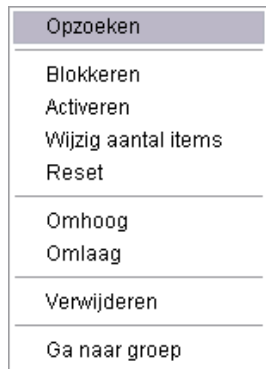 Opzoeken
Blokkeren
Activeren
Wijzig aantal items
Reset
Omhoog
Omlaag
Verwijderen
Ga naar groep